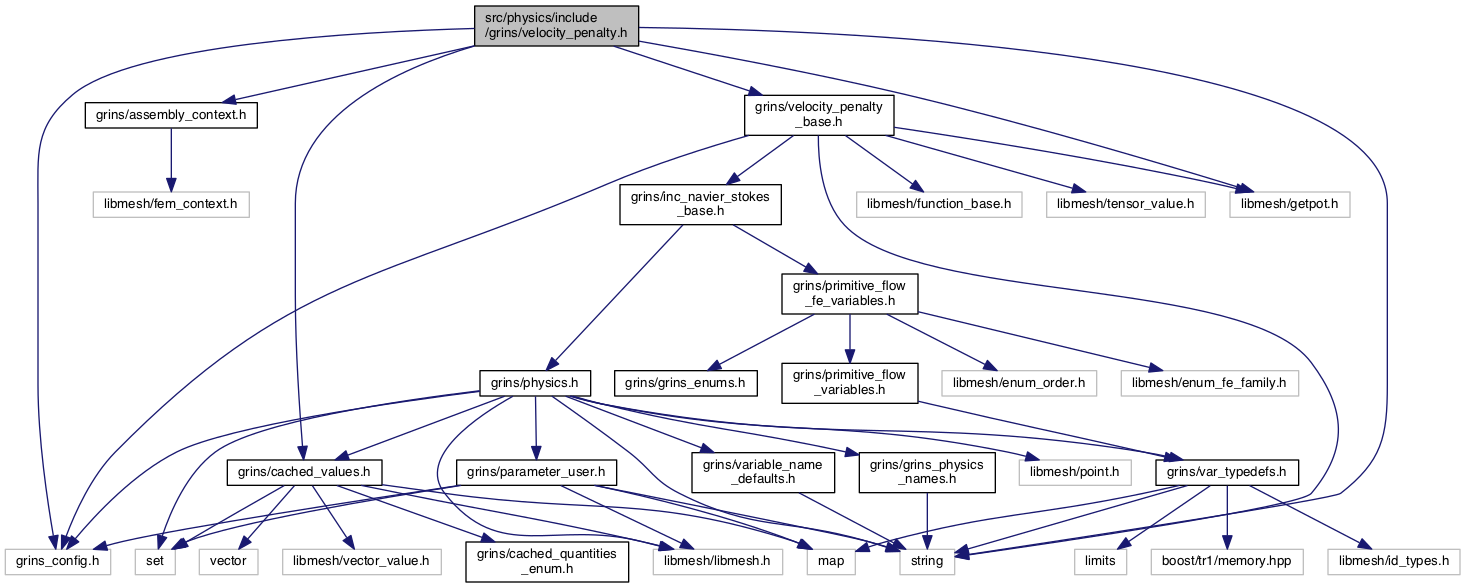 src/physics/include
/grins/velocity_penalty.h
grins/assembly_context.h
grins/velocity_penalty
_base.h
libmesh/fem_context.h
grins/inc_navier_stokes
_base.h
libmesh/function_base.h
libmesh/tensor_value.h
libmesh/getpot.h
grins/primitive_flow
_fe_variables.h
grins/physics.h
grins/grins_enums.h
grins/primitive_flow
_variables.h
libmesh/enum_order.h
libmesh/enum_fe_family.h
grins/cached_values.h
grins/parameter_user.h
grins/variable_name
_defaults.h
grins/grins_physics
_names.h
libmesh/point.h
grins/var_typedefs.h
grins_config.h
set
vector
libmesh/vector_value.h
grins/cached_quantities
_enum.h
libmesh/libmesh.h
map
string
limits
boost/tr1/memory.hpp
libmesh/id_types.h